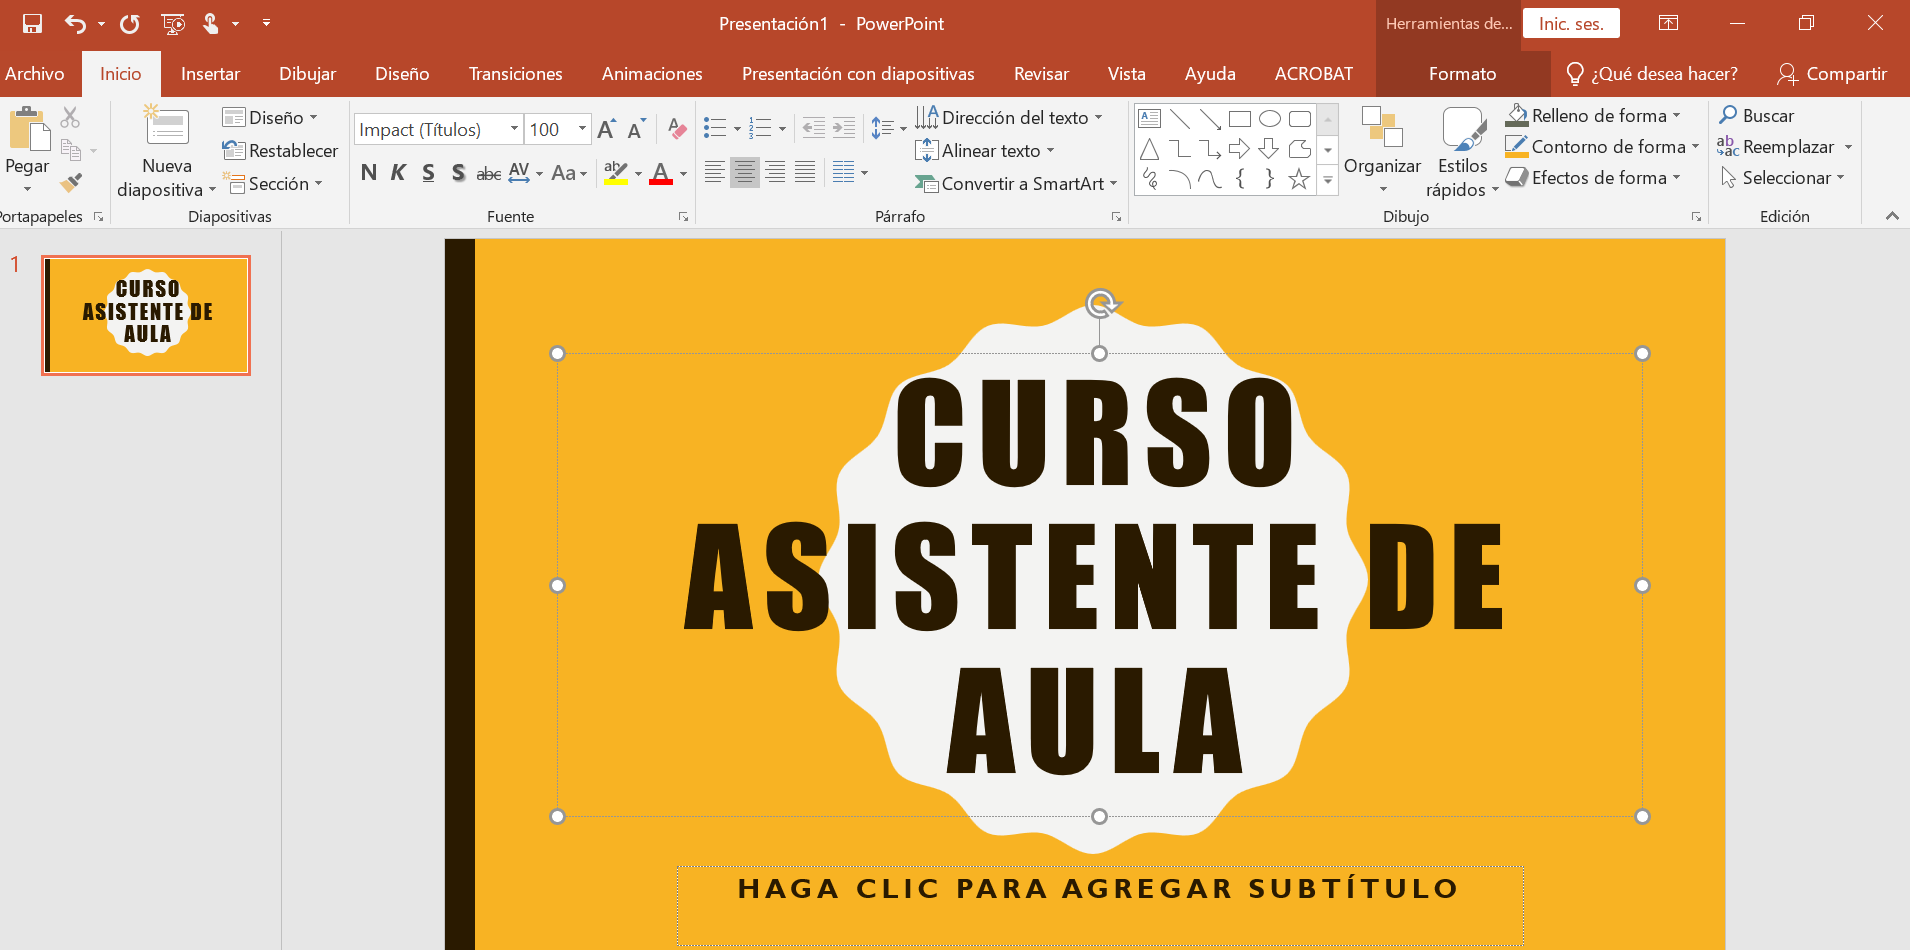 Presentación1 - PowerPoint
Herramientas de...
Inic. ses.
Archivo Inicio Insertar Dibujar Diseño Transiciones Animaciones Presentación con diapositivas Revisar Vista Ayuda ACROBAT Formato ¿Qué desea hacer? Compartir
Pegar
Portapapeles
Nueva
diapositiva
Diseño
Restablecer
Sección
Diapositivas
Impact (Títulos) 100
N K S S abc AV Aa ab A
Fuente
Dirección del texto
Alinear texto
Convertir a SmartArt
Párrafo
Organizar
Estilos
rápidos
Relleno de forma
Contorno de forma
Efectos de forma
Dibujo
Buscar
Reemplazar
Seleccionar
Edición
1
CURSO
ASISTENTE DE
AULA
CURSO
ASISTENTE DE
AULA
HAGA CLIC PARA AGREGAR SUBTÍTULO